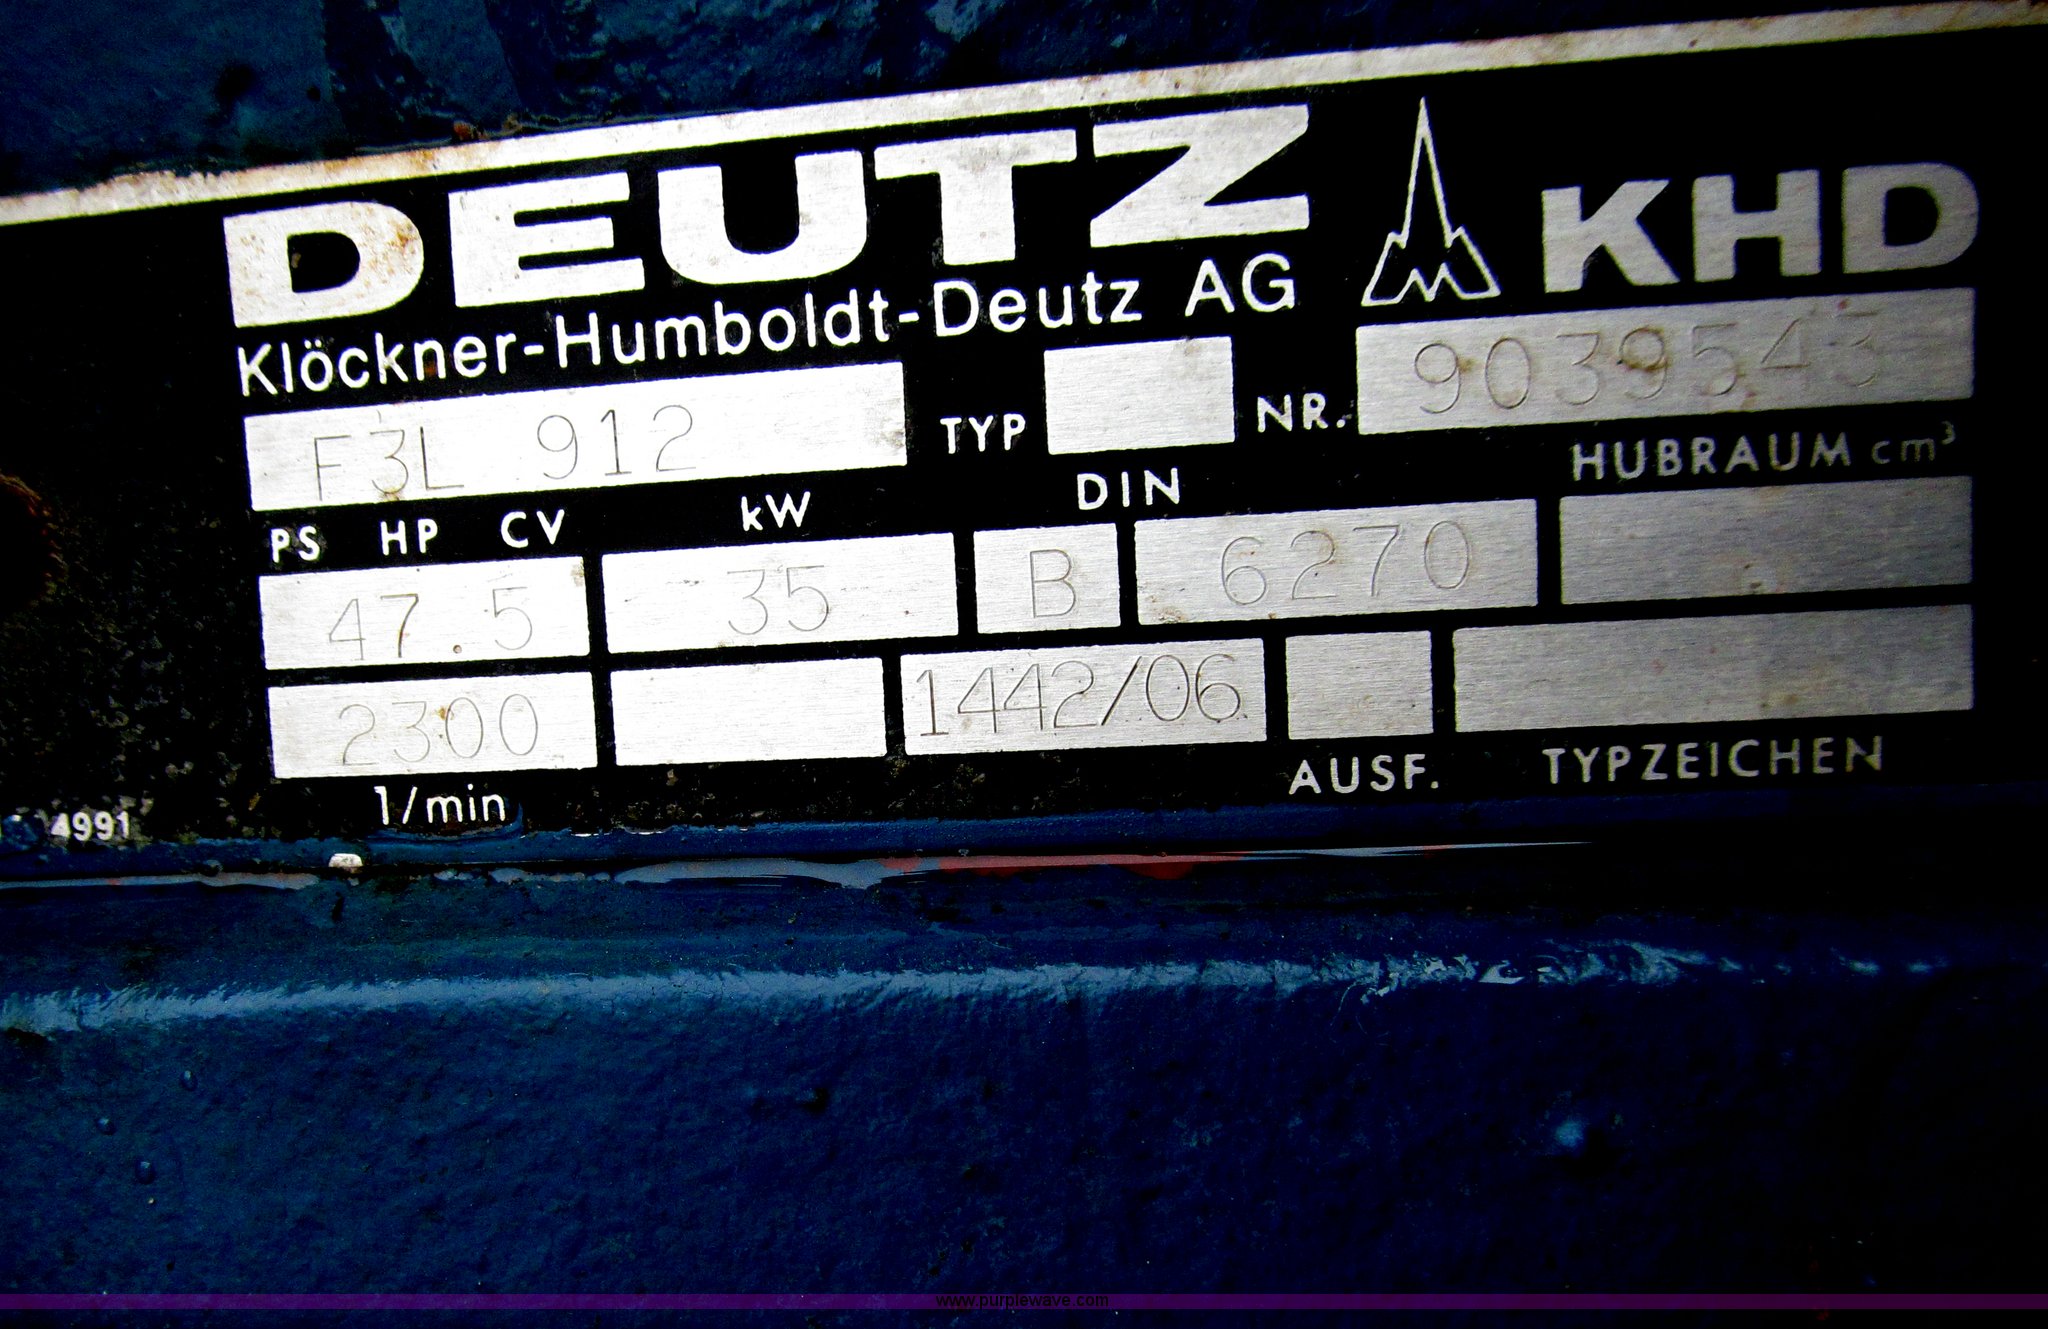 DEUTZ KHD
Klöckner-Humboldt-Deutz AG
F3L 912 TYP NR. 9039543
PS HP CV kW DIN HUBRAUM cm³
47.5 35 B 6270
2300 1442/06
1/min AUSF. TYPZEICHEN
4991
www.purplewave.com